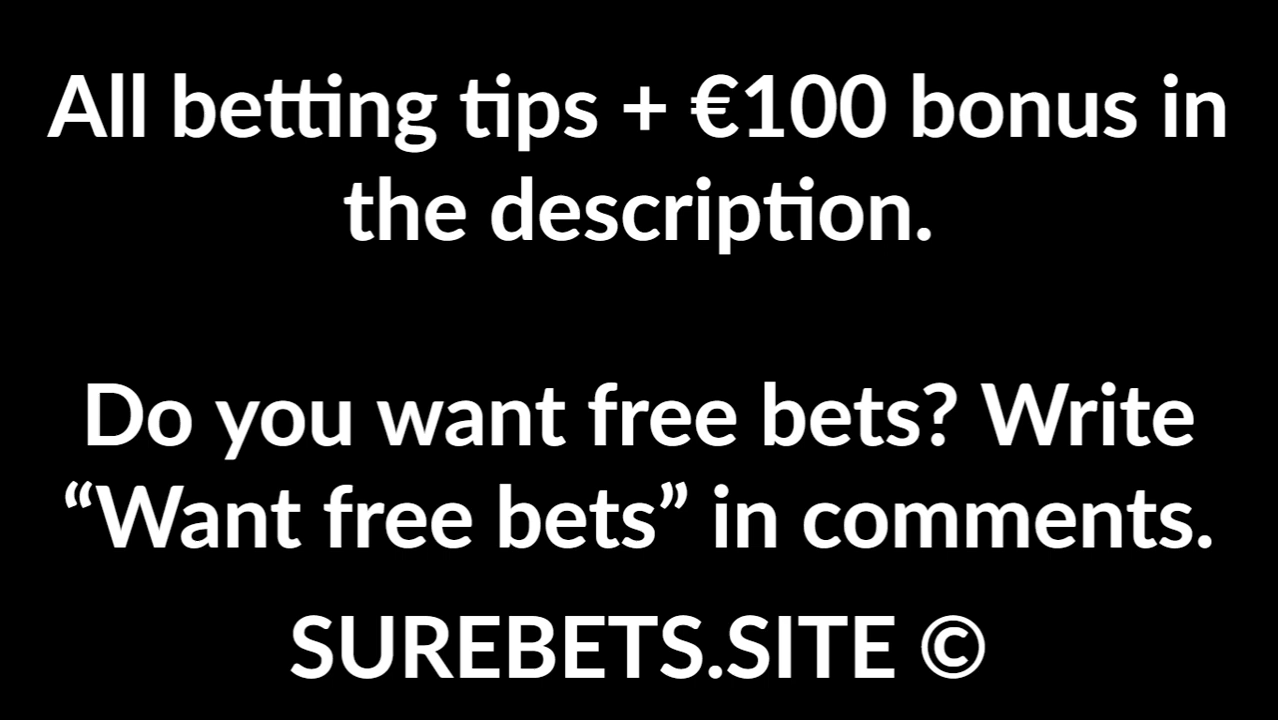 All betting tips + €100 bonus in
the description.
Do you want free bets? Write
“Want free bets” in comments.
SUREBETS.SITE ©